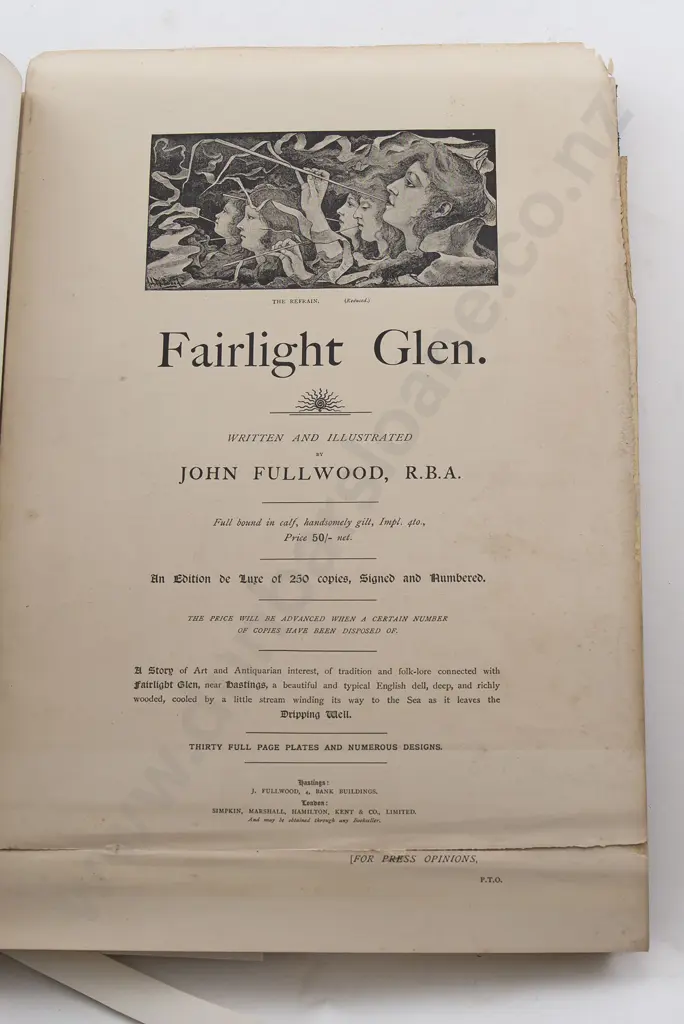 THE REFRAIN. (Reduced.)
Fairlight Glen.
WRITTEN AND ILLUSTRATED
BY
JOHN FULLWOOD, R.B.A.
Full bound in calf, handsomely gilt, Impl. 4to.,
Price 50/- net.
An Edition de Luxe of 250 copies, Signed and Numbered.
THE PRICE WILL BE ADVANCED WHEN A CERTAIN NUMBER
OF COPIES HAVE BEEN DISPOSED OF.
A Story of Art and Antiquarian interest, of tradition and folk-lore connected with
Fairlight Glen, near Hastings, a beautiful and typical English dell, deep, and richly
wooded, cooled by a little stream winding its way to the Sea as it leaves the
Dripping Well.
THIRTY FULL PAGE PLATES AND NUMEROUS DESIGNS.
Hastings:
J. FULLWOOD, 4, BANK BUILDINGS.
London:
SIMPKIN, MARSHALL, HAMILTON, KENT & CO., LIMITED.
And may be obtained through any Bookseller.
[FOR PRESS OPINIONS,
P.T.O.